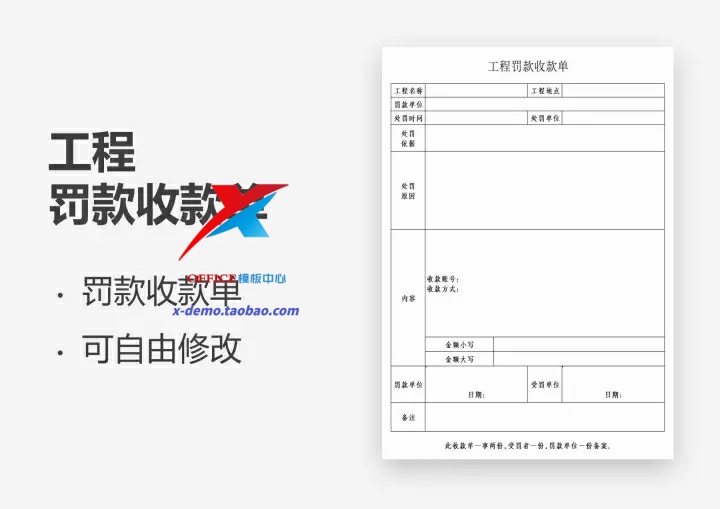 工程
罚款收款单
OFFICE模板中心
· 罚款收款单
x-demo.taobao.com
· 可自由修改
工程罚款收款单
工程名称 工程地点
罚款单位
处罚时间 处罚单位
处罚
依据
处罚
原因
收款账号：
收款方式：
内容
金额小写
金额大写
罚款单位 日期： 受罚单位 日期：
备注
此收款单一事两份,受罚者一份,罚款单位一份备案.